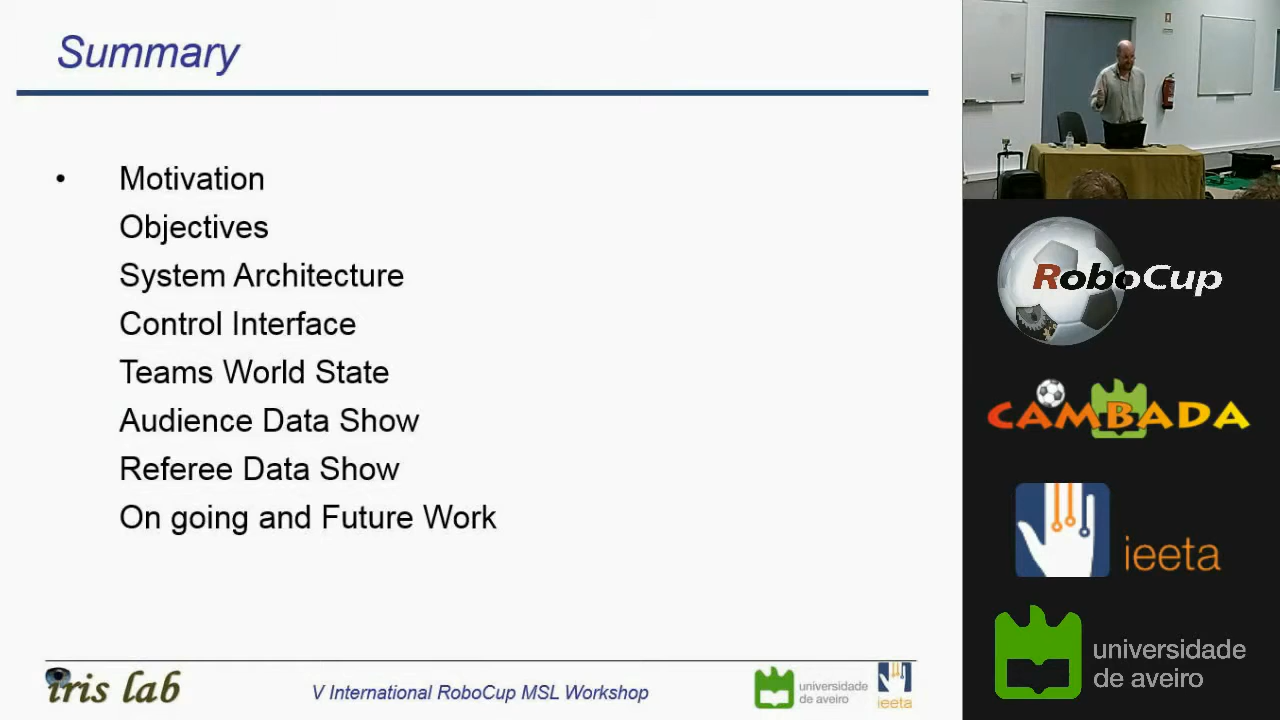 Summary
• Motivation
Objectives
System Architecture
Control Interface
Teams World State
Audience Data Show
Referee Data Show
On going and Future Work
iris lab
V International RoboCup MSL Workshop
universidade
de aveiro
ieeta
RoboCup
CAMBADA
ieeta
universidade
de aveiro